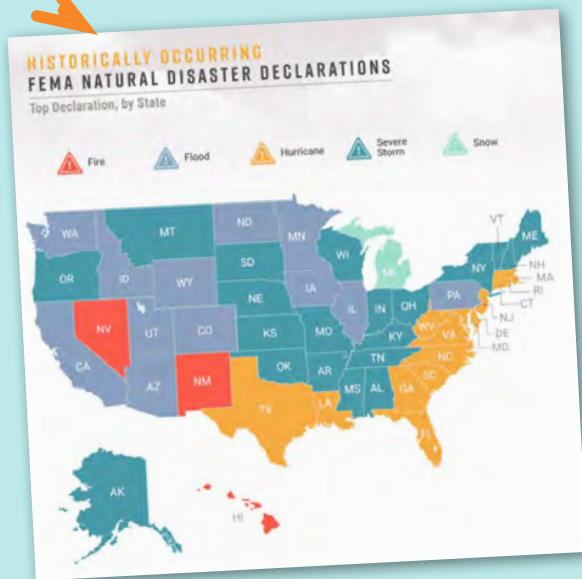 HISTORICALLY OCCURRING
FEMA NATURAL DISASTER DECLARATIONS
Top Declaration, by State
Fire
Flood
Hurricane
Severe
Storm
Snow
WA
MT
ND
MN
VT
ME
OR
ID
WY
SD
WI
MI
NY
NH
MA
RI
CT
NV
UT
CO
NE
IA
IL
IN
OH
PA
NJ
DE
MD
CA
AZ
NM
KS
MO
KY
WV
VA
OK
AR
TN
NC
SC
TX
LA
MS
AL
GA
FL
AK
HI